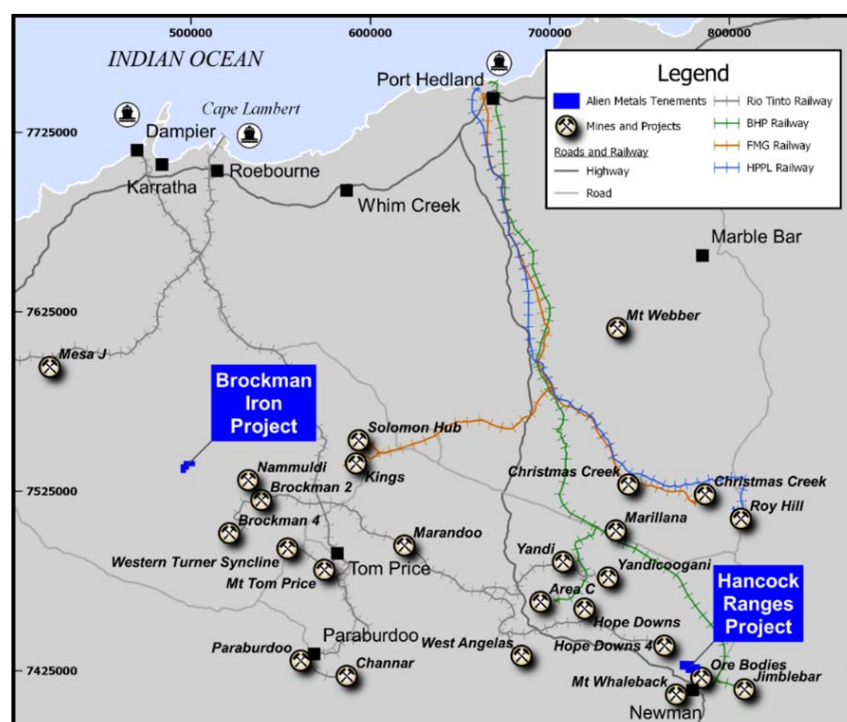 500000
600000
700000
800000
INDIAN OCEAN
Port Hedland
Cape Lambert
Dampier
Karratha
Roebourne
Whim Creek
Legend
Alien Metals Tenements
Mines and Projects
Roads and Railway
Highway
Road
Rio Tinto Railway
BHP Railway
FMG Railway
HPPL Railway
7725000
Marble Bar
7625000
Mt Webber
Mesa J
Brockman
Iron
Project
Solomon Hub
Kings
Nammuldi
Christmas Creek
Christmas Creek
7525000
Brockman 2
Roy Hill
Brockman 4
Marandoo
Marillana
Western Turner Syncline
Tom Price
Mt Tom Price
Yandi
Yandicoogani
Area C
Hope Downs
Hancock
Ranges
Project
Paraburdoo
Paraburdoo
West Angelas
Hope Downs 4
7425000
Channar
Ore Bodies
Mt Whaleback
Jimblebar
Newman